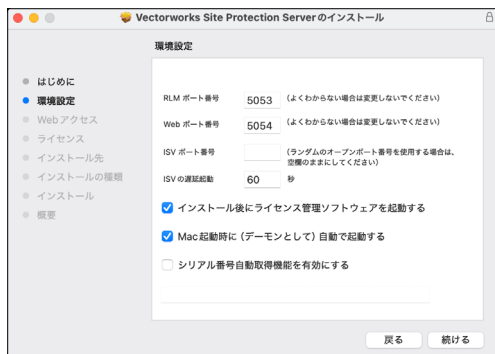 Vectorworks Site Protection Serverのインストール
環境設定
はじめに
環境設定
Webアクセス
ライセンス
インストール先
インストールの種類
インストール
概要
RLM ポート番号 5053 (よくわからない場合は変更しないでください)
Web ポート番号 5054 (よくわからない場合は変更しないでください)
ISV ポート番号 (ランダムのオープンポート番号を使用する場合は、
空欄のままにしてください)
ISVの遅延起動 60 秒
インストール後にライセンス管理ソフトウェアを起動する
Mac起動時に (デーモンとして) 自動で起動する
シリアル番号自動取得機能を有効にする
戻る 続ける